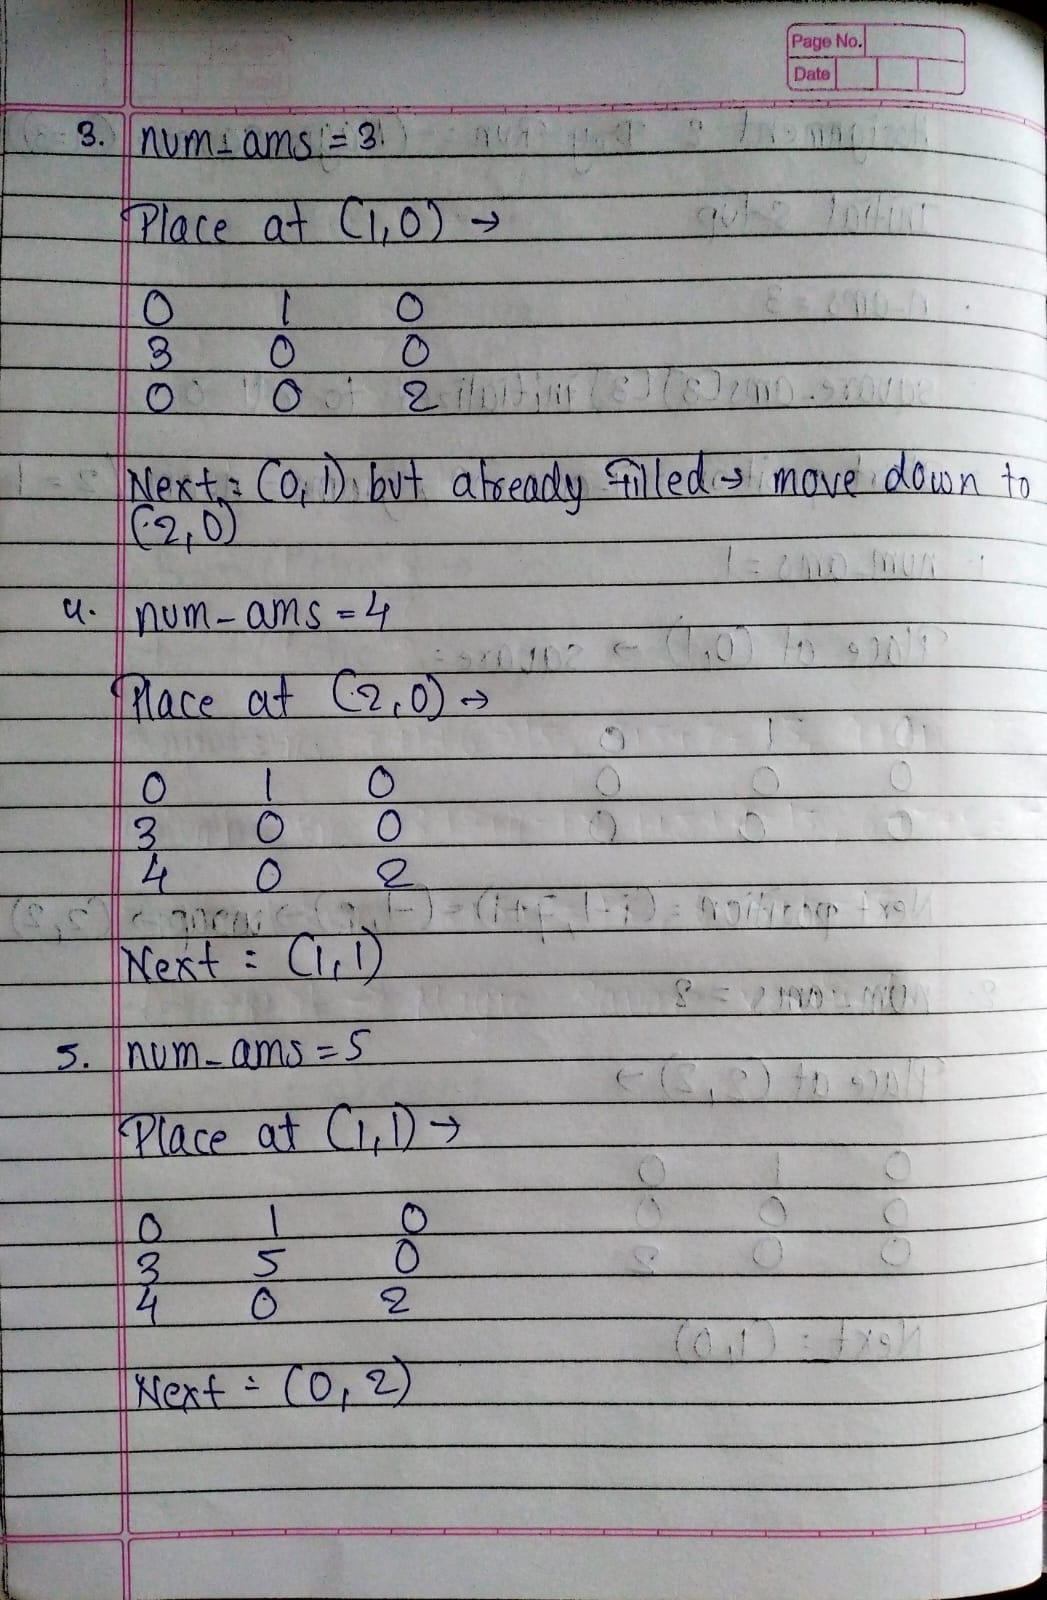 Page No.
Date
3. num_ams = 3
Place at (1,0) →
0 1 0
3 0 0
0 0 2
Next = (0,1) but already filled → move down to
(2,0)
4. num_ams = 4
Place at (2,0) →
0 1 0
3 0 0
4 0 2
Next = (1,1)
5. num_ams = 5
Place at (1,1) →
0 1 0
3 5 0
4 0 2
Next = (0,2)